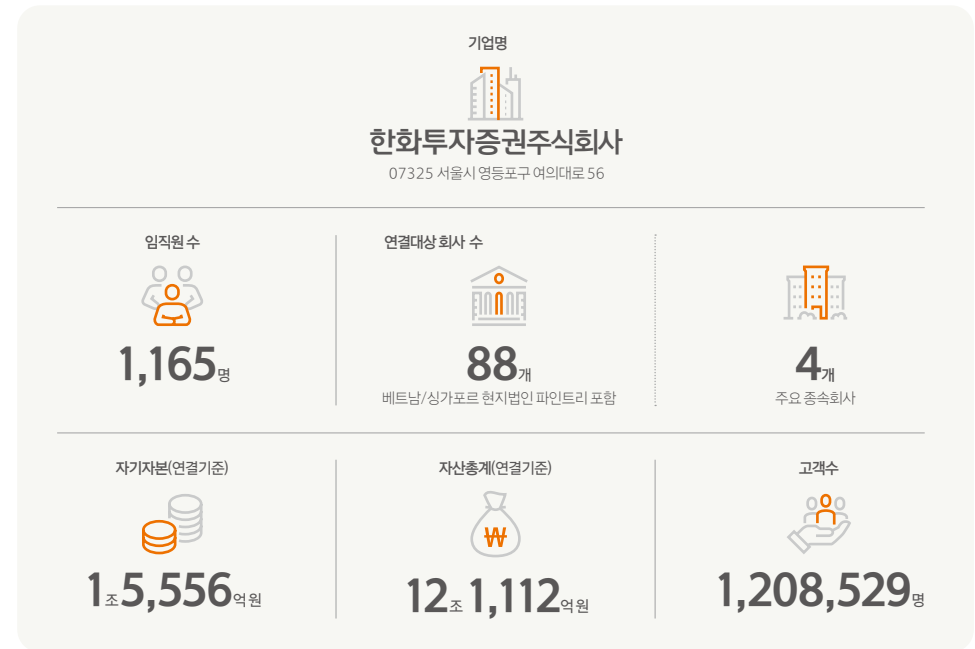 기업명
한화투자증권주식회사
07325 서울시 영등포구 여의대로 56
임직원 수
1,165명
연결대상 회사 수
88개
베트남/싱가포르 현지법인 파인트리 포함
4개
주요 종속회사
자기자본(연결기준)
1조 5,556억 원
자산총계(연결기준)
₩
12조 1,112억 원
고객수
1,208,529명